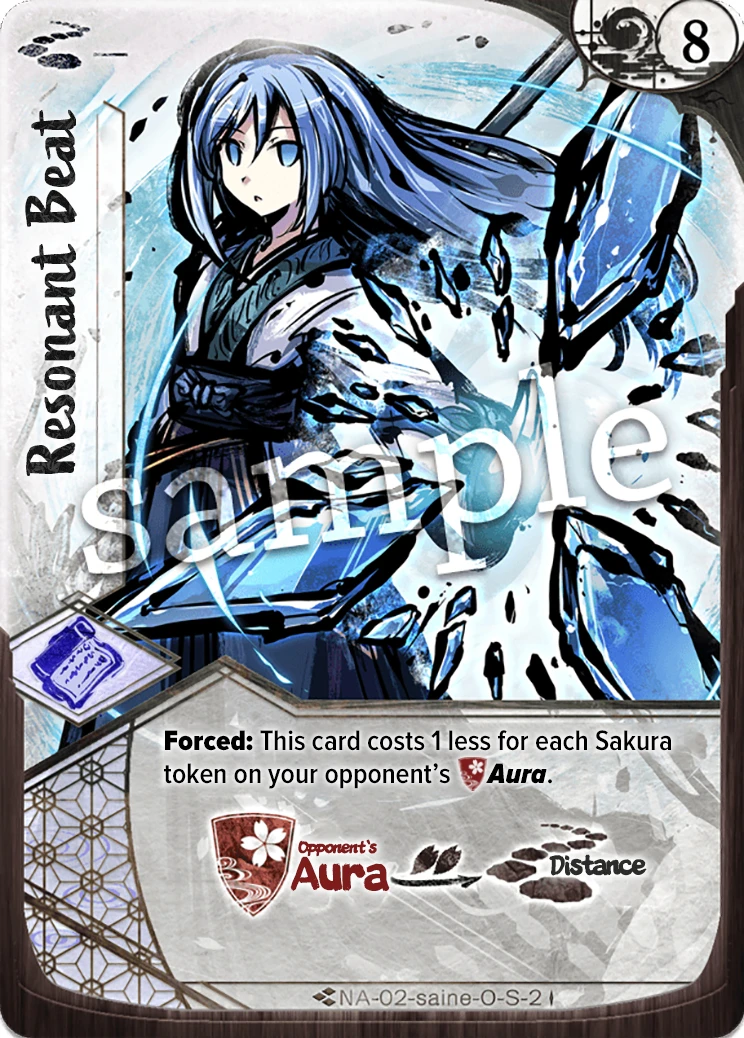 8
Resonant Beat
sample
Forced: This card costs 1 less for each Sakura
token on your opponent's Aura.
Opponent's
Aura
Distance
NA-02-saine-O-S-2